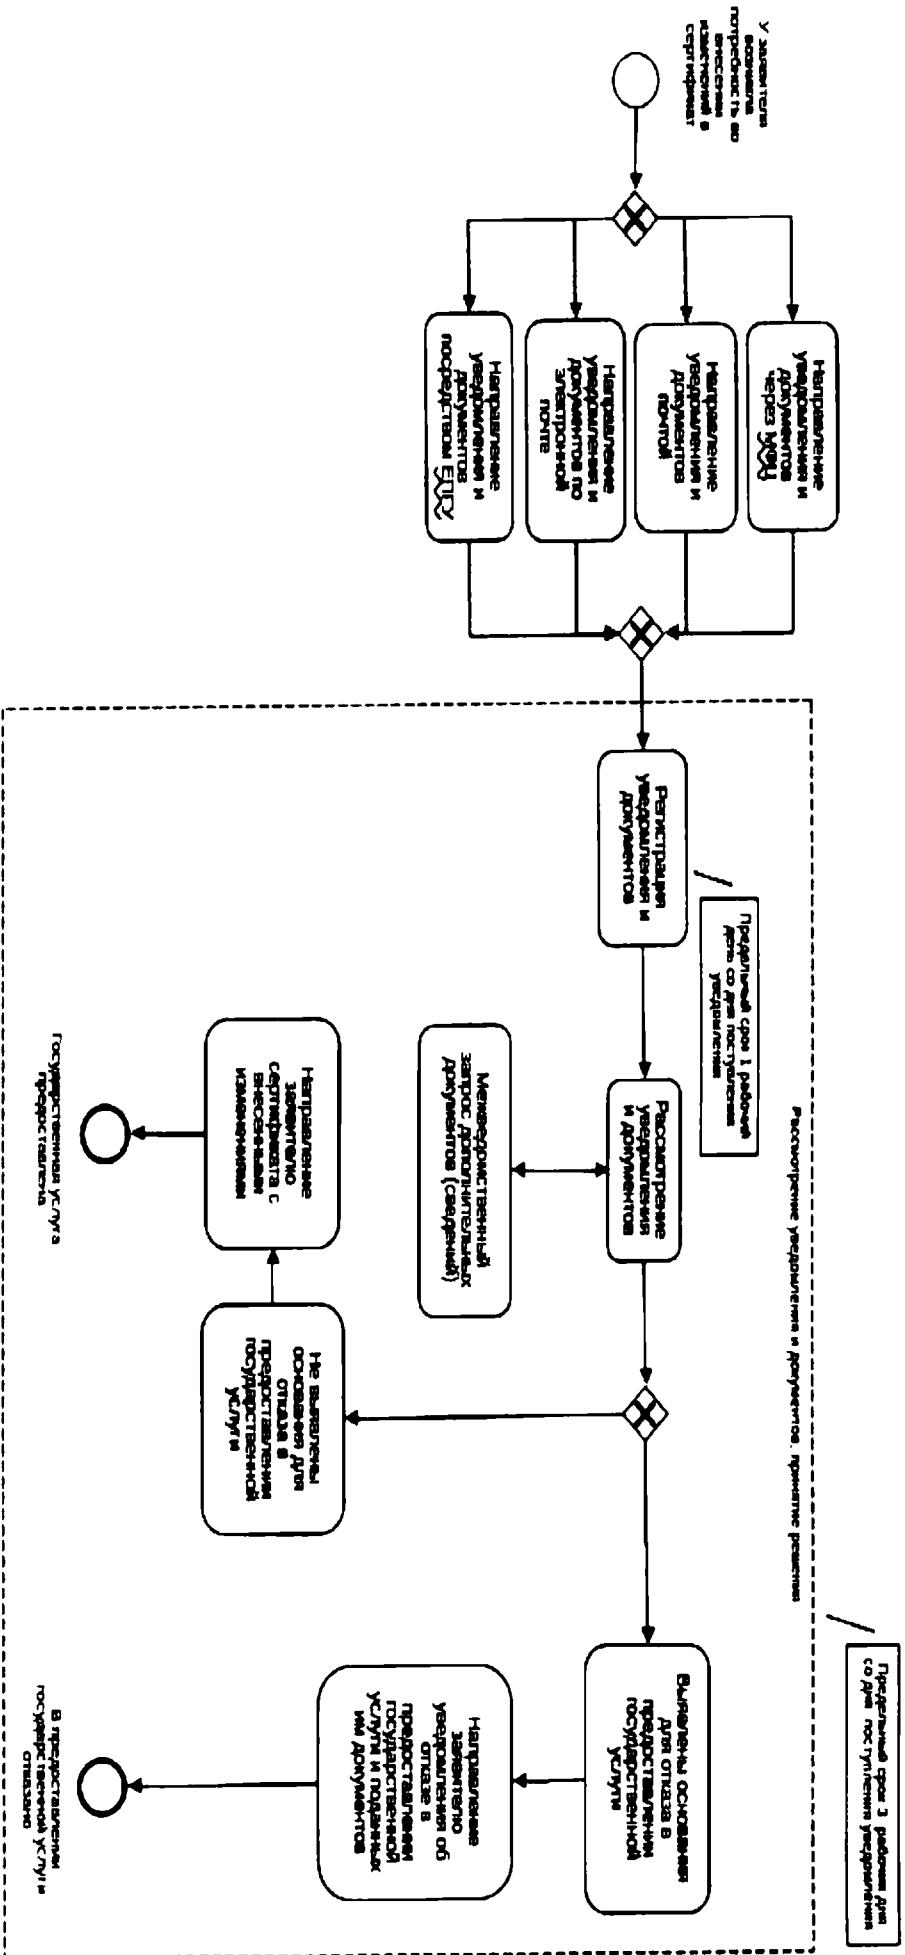 У заявителя
возникла
потребность во
внесении
изменений в
сертификат
Направление
уведомления и
документов
через МФЦ
Направление
уведомления и
документов
почтой
Направление
уведомления и
документов по
электронной
почте
Направление
уведомления и
документов
посредством ЕПГУ
Предельный срок 3 рабочих дня
со дня поступления уведомления
Рассмотрение уведомления и документов, принятие решения
Предельный срок 1 рабочий
день со дня поступления
уведомления
Регистрация
уведомления и
документов
Рассмотрение
уведомления
и документов
Межведомственный
запрос дополнительных
документов (сведений)
Выявлены основания
для отказа в
предоставлении
государственной
услуги
Не выявлены
основания для
отказа в
предоставлении
государственной
услуги
Направление
заявителю
сертификата с
внесенными
изменениями
Направление
заявителю
уведомления об
отказе в
предоставлении
государственной
услуги и поданных
им документов
Государственная услуга
предоставлена
В предоставлении
государственной услуги
отказано